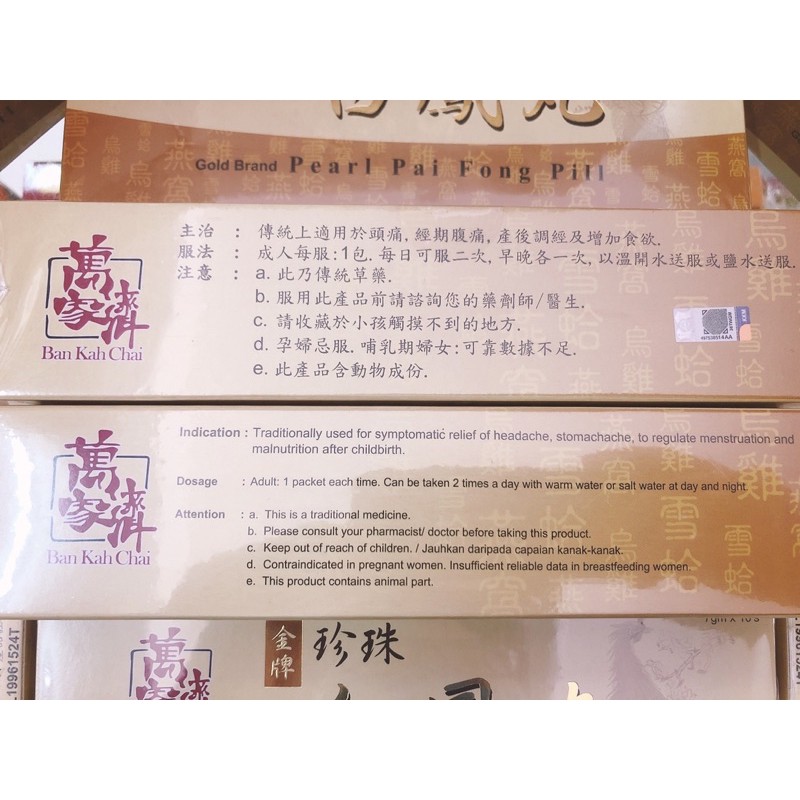 白鳳丸
Gold Brand Pearl Pai Fong Pill
萬家濟
Ban Kah Chai
主治 : 傳統上適用於頭痛, 經期腹痛, 產後調經及增加食欲.
服法 : 成人每服:1包. 每日可服二次, 早晚各一次, 以溫開水送服或鹽水送服.
注意 : a. 此乃傳統草藥.
b. 服用此產品前請諮詢您的藥劑師/醫生.
c. 請收藏於小孩觸摸不到的地方.
d. 孕婦忌服. 哺乳期婦女:可靠數據不足.
e. 此產品含動物成份.
萬家濟
Ban Kah Chai
Indication : Traditionally used for symptomatic relief of headache, stomachache, to regulate menstruation and
malnutrition after childbirth.
Dosage : Adult: 1 packet each time. Can be taken 2 times a day with warm water or salt water at day and night.
Attention : a. This is a traditional medicine.
b. Please consult your pharmacist/ doctor before taking this product.
c. Keep out of reach of children. / Jauhkan daripada capaian kanak-kanak.
d. Contraindicated in pregnant women. Insufficient reliable data in breastfeeding women.
e. This product contains animal part.
7gm x 10's
金牌
珍珠
萬家濟
雪蛤
烏雞
燕窩